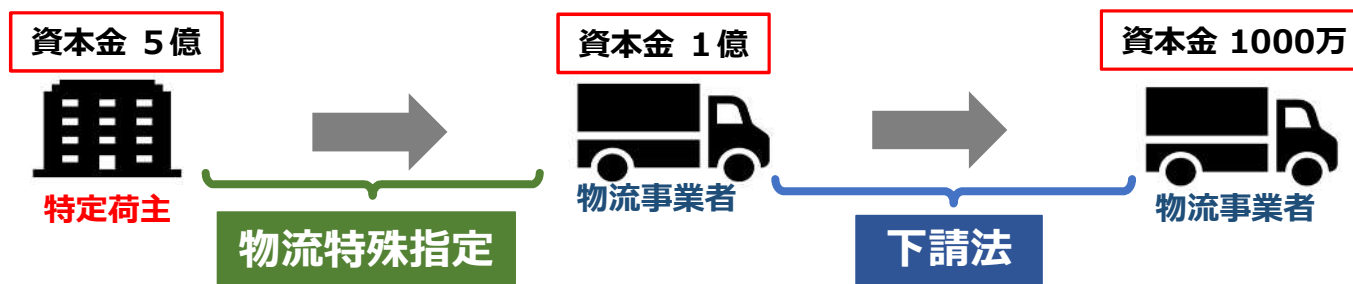 資本金 ５億
資本金 １億
資本金 1000万
特定荷主
物流事業者
物流事業者
物流特殊指定
下請法